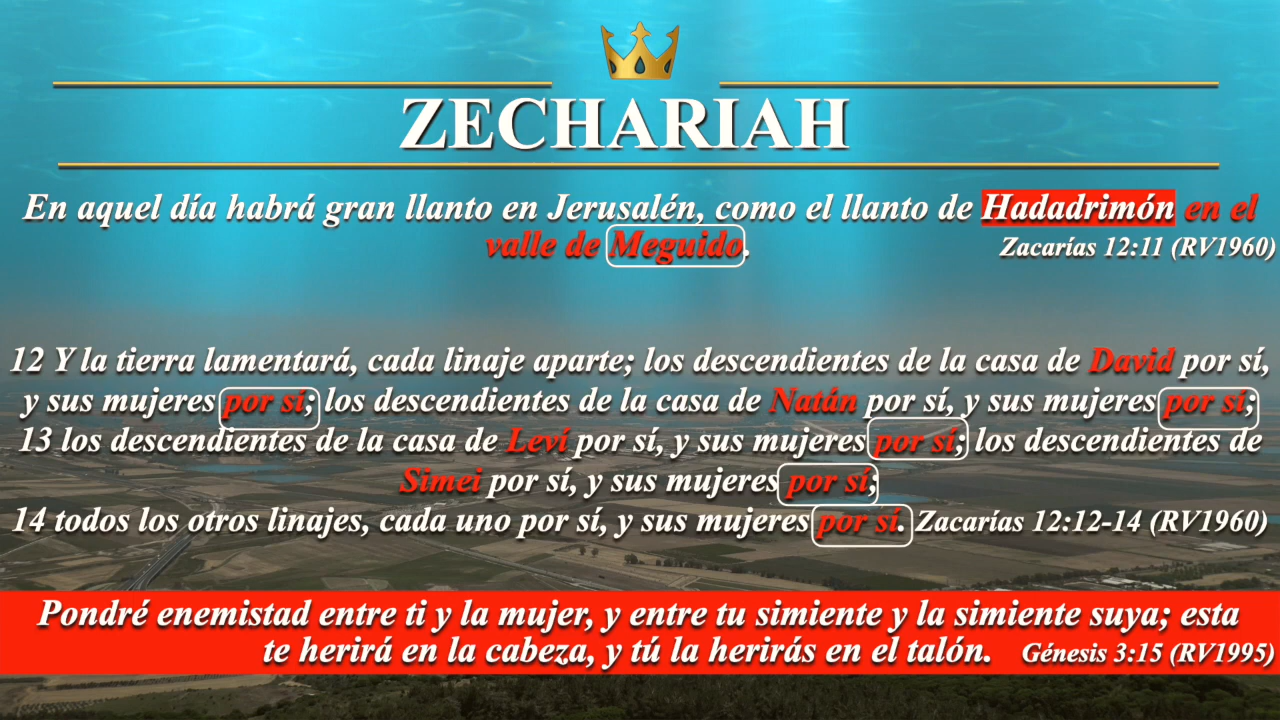 ZECHARIAH
En aquel día habrá gran llanto en Jerusalén, como el llanto de Hadadrimón en el
valle de Meguido.
Zacarías 12:11 (RV1960)
12 Y la tierra lamentará, cada linaje aparte; los descendientes de la casa de David por sí,
y sus mujeres por sí; los descendientes de la casa de Natán por sí, y sus mujeres por sí;
13 los descendientes de la casa de Leví por sí, y sus mujeres por sí; los descendientes de
Simei por sí, y sus mujeres por sí;
14 todos los otros linajes, cada uno por sí, y sus mujeres por sí. Zacarías 12:12-14 (RV1960)
Pondré enemistad entre ti y la mujer, y entre tu simiente y la simiente suya; esta
te herirá en la cabeza, y tú la herirás en el talón. Génesis 3:15 (RV1995)